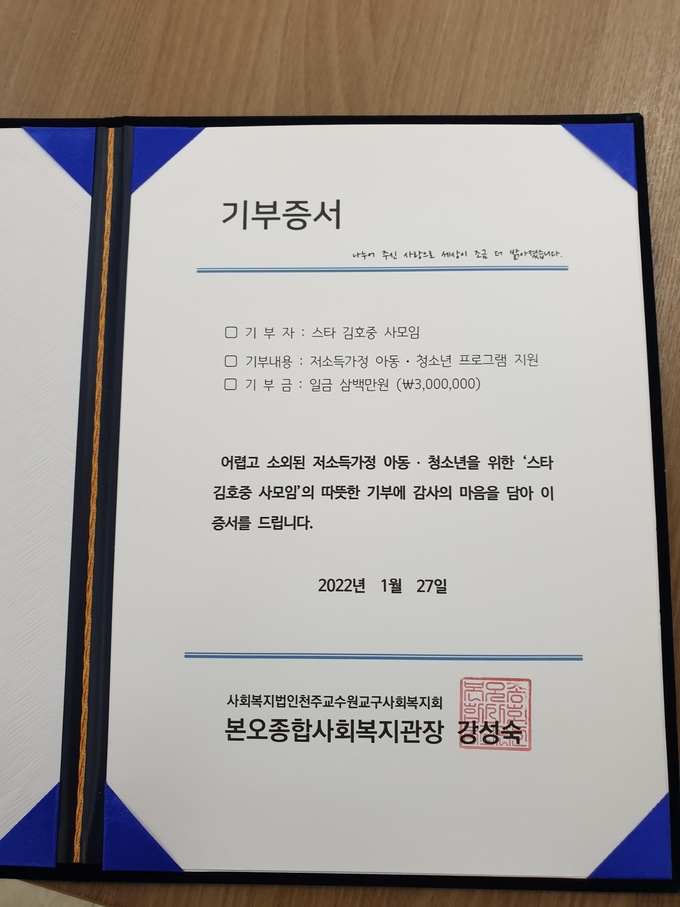 기부증서
나누어 주신 사랑으로 세상이 조금 더 밝아졌습니다.
□ 기 부 자 : 스타 김호중 사모임
□ 기부내용 : 저소득가정 아동・청소년 프로그램 지원
□ 기 부 금 : 일금 삼백만원 (₩3,000,000)
어렵고 소외된 저소득가정 아동・청소년을 위한 ‘스타
김호중 사모임’의 따뜻한 기부에 감사의 마음을 담아 이
증서를 드립니다.
2022년 1월 27일
사회복지법인천주교수원교구사회복지회
본오종합사회복지관장 강성숙